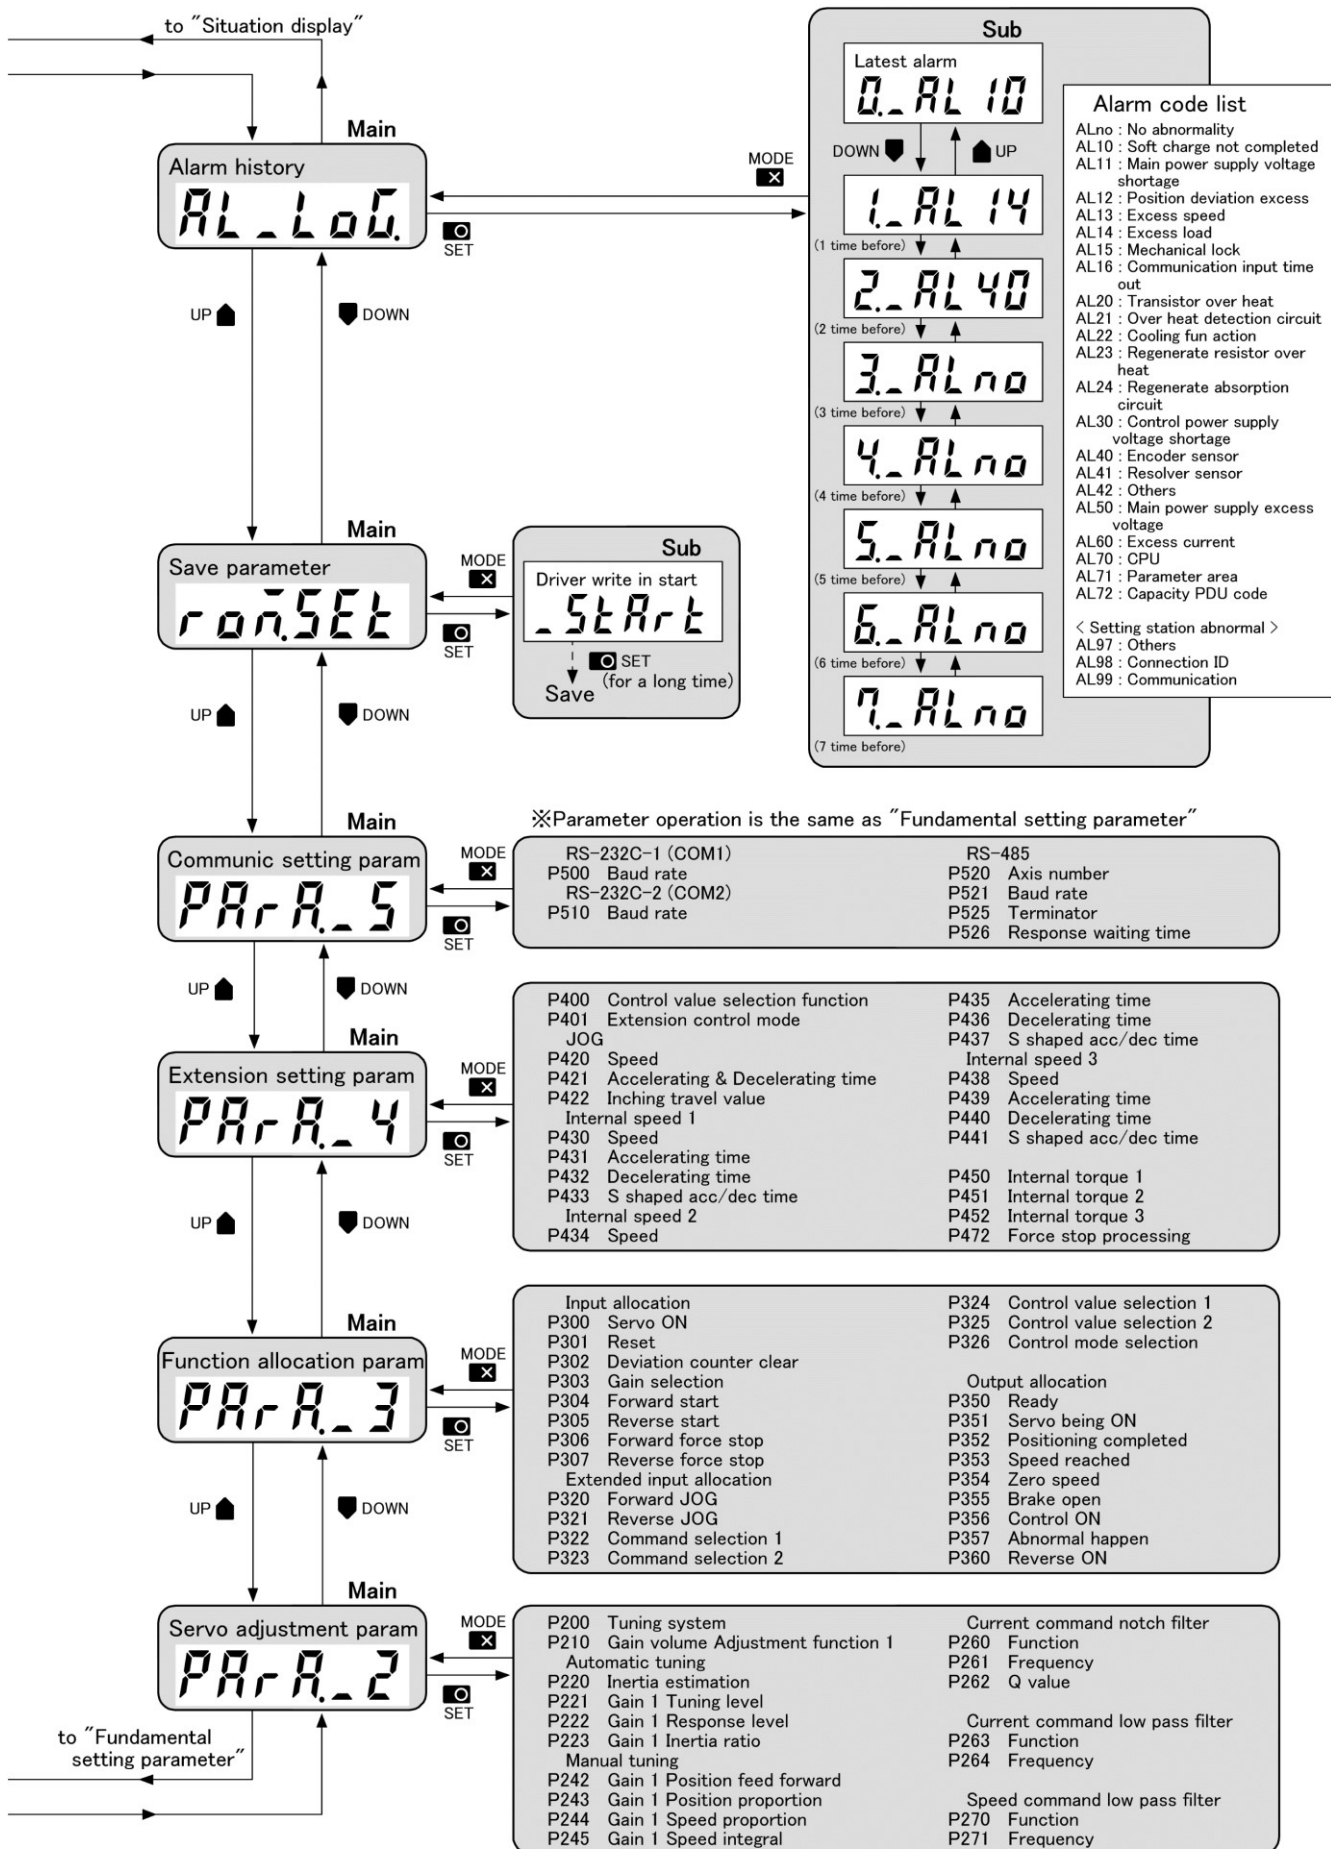 to "Situation display"
Main
Alarm history
AL_LoG.
MODE
SET
UP
DOWN
Sub
Latest alarm
0._AL 10
DOWN
UP
1._AL 14
(1 time before)
2._AL 40
(2 time before)
3._ALno
(3 time before)
4._ALno
(4 time before)
5._ALno
(5 time before)
6._ALno
(6 time before)
7._ALno
(7 time before)
Alarm code list
ALno : No abnormality
AL10 : Soft charge not completed
AL11 : Main power supply voltage
shortage
AL12 : Position deviation excess
AL13 : Excess speed
AL14 : Excess load
AL15 : Mechanical lock
AL16 : Communication input time
out
AL20 : Transistor over heat
AL21 : Over heat detection circuit
AL22 : Cooling fun action
AL23 : Regenerate resistor over
heat
AL24 : Regenerate absorption
circuit
AL30 : Control power supply
voltage shortage
AL40 : Encoder sensor
AL41 : Resolver sensor
AL42 : Others
AL50 : Main power supply excess
voltage
AL60 : Excess current
AL70 : CPU
AL71 : Parameter area
AL72 : Capacity PDU code
< Setting station abnormal >
AL97 : Others
AL98 : Connection ID
AL99 : Communication
Main
Save parameter
rom.SEt
MODE
SET
Sub
Driver write in start
_StArt
SET
(for a long time)
Save
UP
DOWN
※Parameter operation is the same as "Fundamental setting parameter"
Main
Communic setting param
PArA._5
MODE
SET
RS-232C-1 (COM1)
P500 Baud rate
RS-232C-2 (COM2)
P510 Baud rate
RS-485
P520 Axis number
P521 Baud rate
P525 Terminator
P526 Response waiting time
UP
DOWN
Main
Extension setting param
PArA._4
MODE
SET
P400 Control value selection function
P401 Extension control mode
JOG
P420 Speed
P421 Accelerating & Decelerating time
P422 Inching travel value
Internal speed 1
P430 Speed
P431 Accelerating time
P432 Decelerating time
P433 S shaped acc/dec time
Internal speed 2
P434 Speed
P435 Accelerating time
P436 Decelerating time
P437 S shaped acc/dec time
Internal speed 3
P438 Speed
P439 Accelerating time
P440 Decelerating time
P441 S shaped acc/dec time
P450 Internal torque 1
P451 Internal torque 2
P452 Internal torque 3
P472 Force stop processing
UP
DOWN
Main
Function allocation param
PArA._3
MODE
SET
Input allocation
P300 Servo ON
P301 Reset
P302 Deviation counter clear
P303 Gain selection
P304 Forward start
P305 Reverse start
P306 Forward force stop
P307 Reverse force stop
Extended input allocation
P320 Forward JOG
P321 Reverse JOG
P322 Command selection 1
P323 Command selection 2
P324 Control value selection 1
P325 Control value selection 2
P326 Control mode selection
Output allocation
P350 Ready
P351 Servo being ON
P352 Positioning completed
P353 Speed reached
P354 Zero speed
P355 Brake open
P356 Control ON
P357 Abnormal happen
P360 Reverse ON
UP
DOWN
Main
Servo adjustment param
PArA._2
MODE
SET
P200 Tuning system
P210 Gain volume Adjustment function 1
Automatic tuning
P220 Inertia estimation
P221 Gain 1 Tuning level
P222 Gain 1 Response level
P223 Gain 1 Inertia ratio
Manual tuning
P242 Gain 1 Position feed forward
P243 Gain 1 Position proportion
P244 Gain 1 Speed proportion
P245 Gain 1 Speed integral
Current command notch filter
P260 Function
P261 Frequency
P262 Q value
Current command low pass filter
P263 Function
P264 Frequency
Speed command low pass filter
P270 Function
P271 Frequency
to "Fundamental
setting parameter"